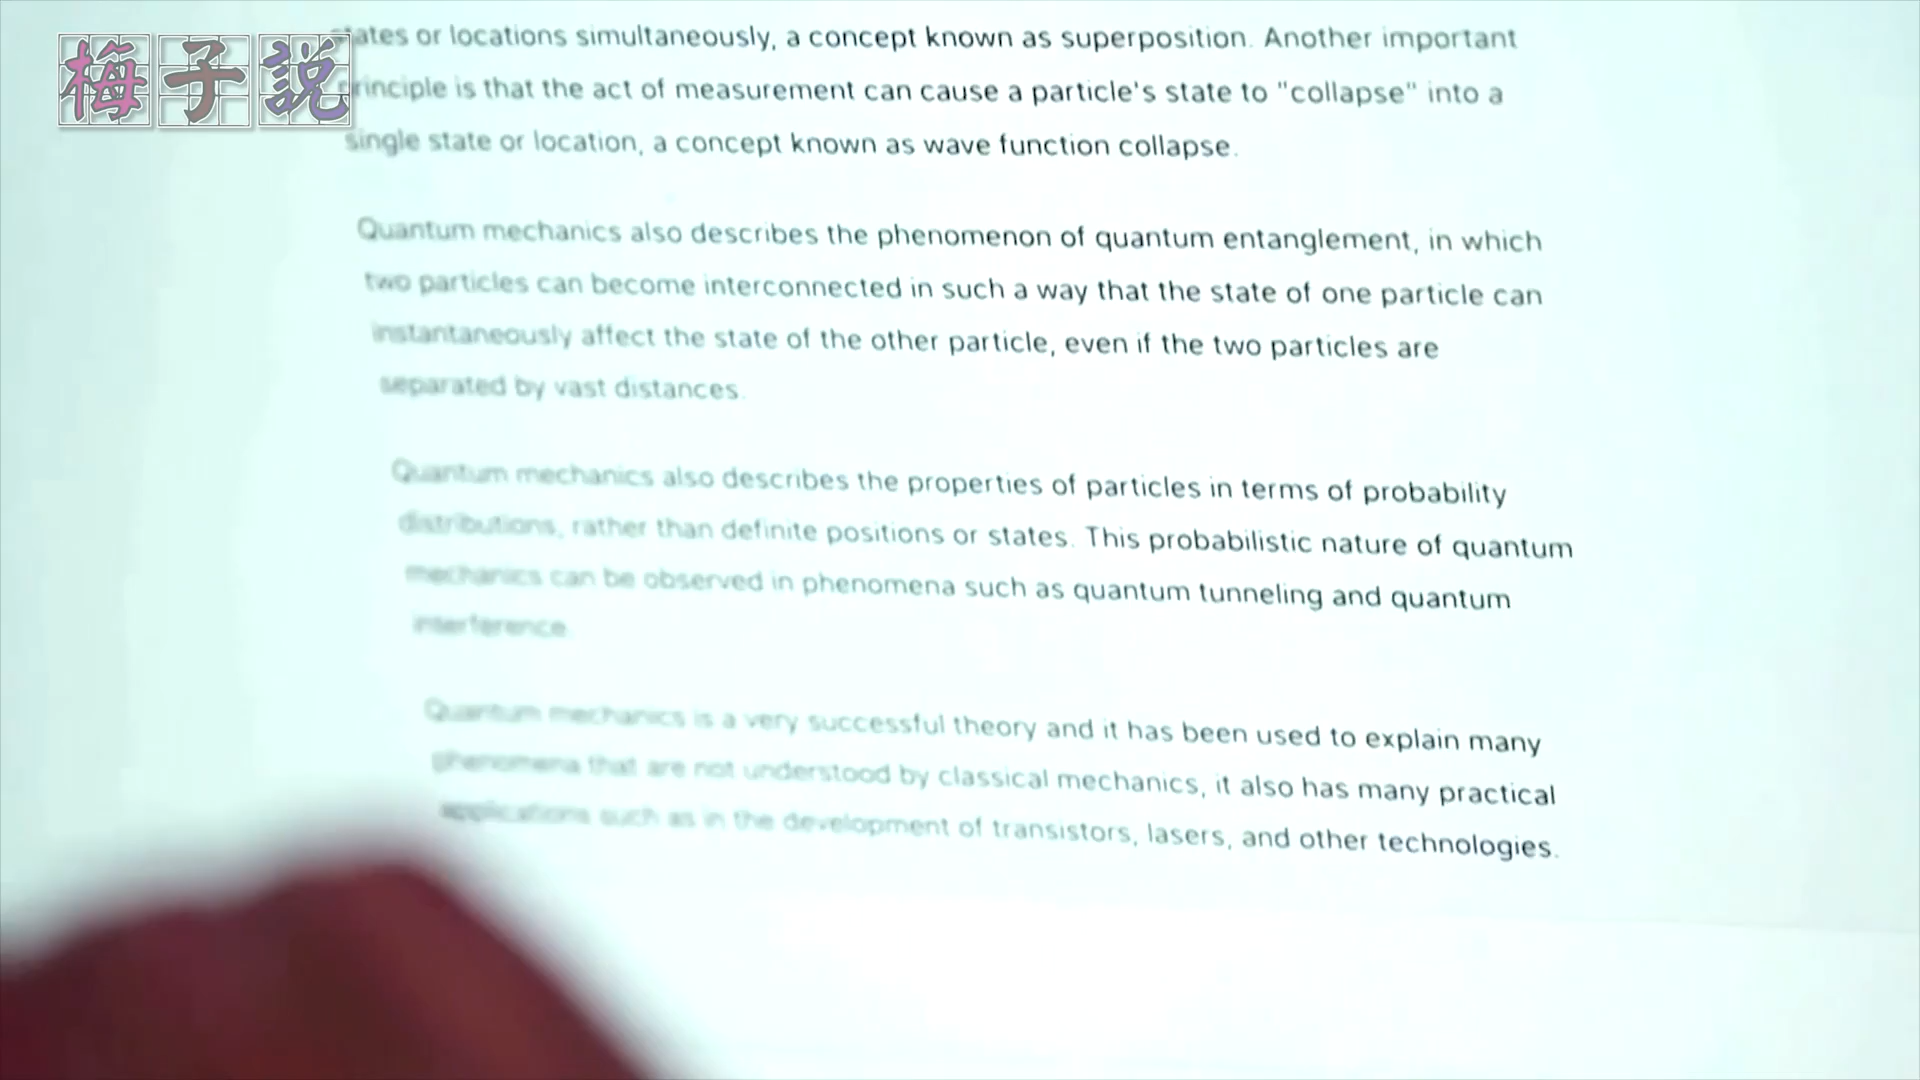 梅子説
states or locations simultaneously, a concept known as superposition. Another important
principle is that the act of measurement can cause a particle's state to "collapse" into a
single state or location, a concept known as wave function collapse.
Quantum mechanics also describes the phenomenon of quantum entanglement, in which
two particles can become interconnected in such a way that the state of one particle can
instantaneously affect the state of the other particle, even if the two particles are
separated by vast distances.
Quantum mechanics also describes the properties of particles in terms of probability
distributions, rather than definite positions or states. This probabilistic nature of quantum
mechanics can be observed in phenomena such as quantum tunneling and quantum
interference.
Quantum mechanics is a very successful theory and it has been used to explain many
phenomena that are not understood by classical mechanics, it also has many practical
applications such as in the development of transistors, lasers, and other technologies.